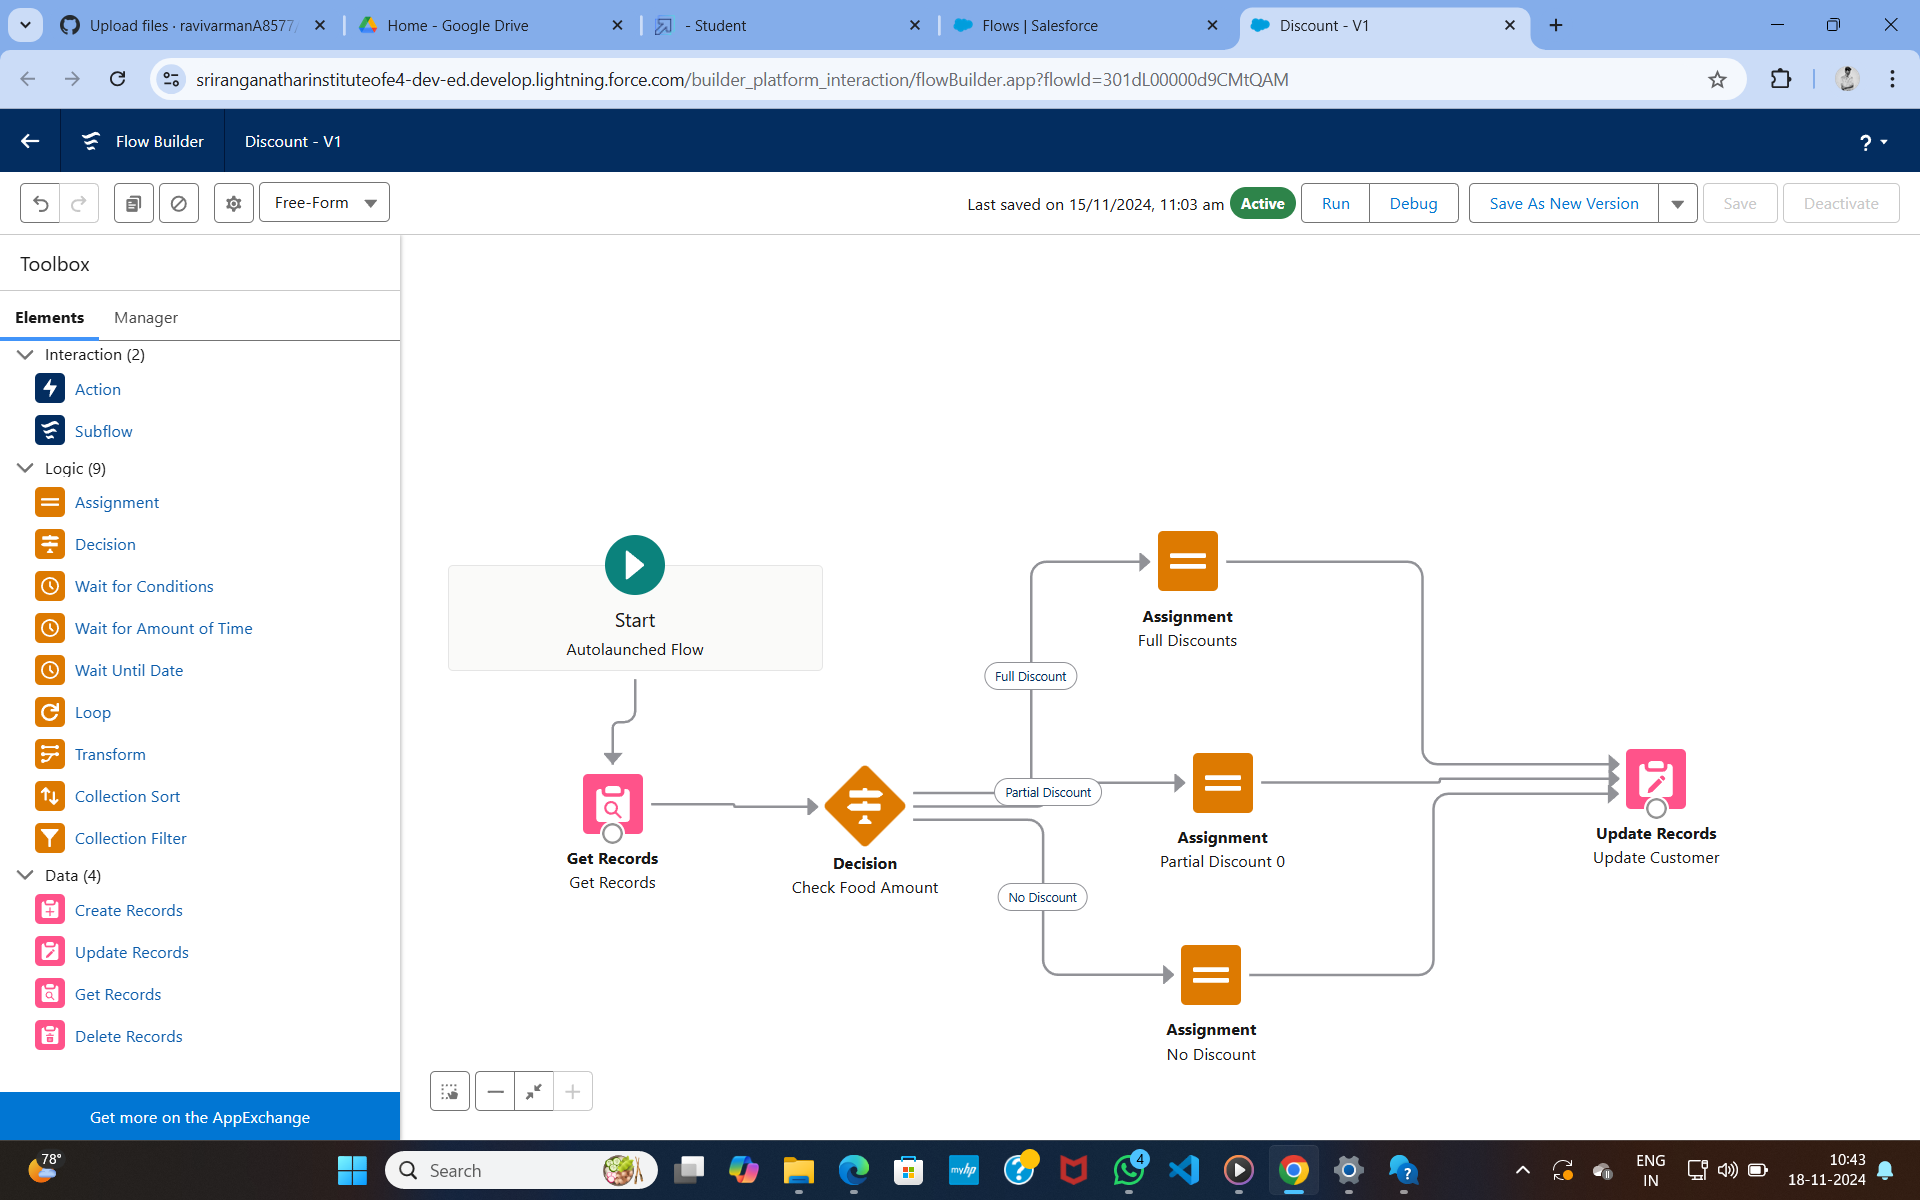 Upload files · ravivarmanA8577/
Home - Google Drive
- Student
Flows | Salesforce
Discount - V1
sriranganatharinstituteofe4-dev-ed.develop.lightning.force.com/builder_platform_interaction/flowBuilder.app?flowId=301dL00000d9CMtQAM
Flow Builder
Discount - V1
?
Free-Form
Last saved on 15/11/2024, 11:03 am
Active
Run
Debug
Save As New Version
Save
Deactivate
Toolbox
Elements
Manager
Interaction (2)
Action
Subflow
Logic (9)
Assignment
Decision
Wait for Conditions
Wait for Amount of Time
Wait Until Date
Loop
Transform
Collection Sort
Collection Filter
Data (4)
Create Records
Update Records
Get Records
Delete Records
Get more on the AppExchange
Start
Autolaunched Flow
Get Records
Get Records
Decision
Check Food Amount
Full Discount
Partial Discount
No Discount
Assignment
Full Discounts
Assignment
Partial Discount 0
Assignment
No Discount
Update Records
Update Customer
78°
Search
myhp
4
ENG
IN
10:43
18-11-2024